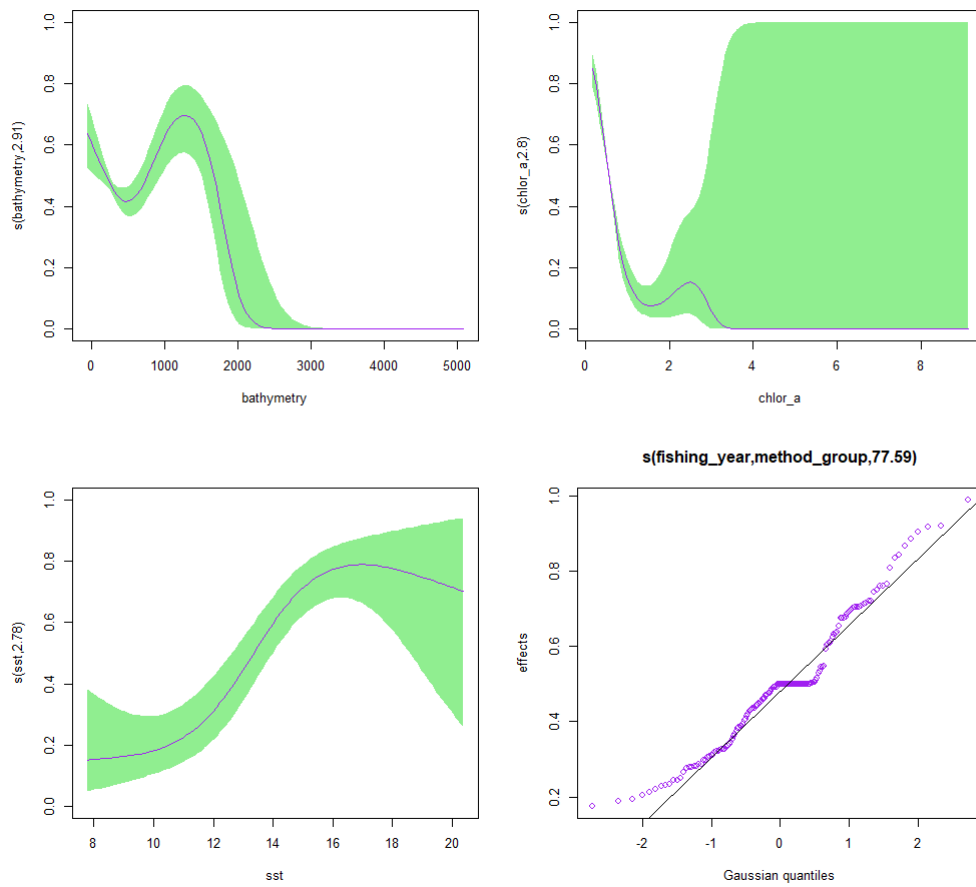 1.0
0.8
0.6
0.4
0.2
0.0
s(bathymetry,2.91)
0 1000 2000 3000 4000 5000
bathymetry
1.0
0.8
0.6
0.4
0.2
0.0
s(chlor_a,2.8)
0 2 4 6 8
chlor_a
1.0
0.8
0.6
0.4
0.2
0.0
s(sst,2.78)
8 10 12 14 16 18 20
sst
s(fishing_year,method_group,77.59)
1.0
0.8
0.6
0.4
0.2
effects
-2 -1 0 1 2
Gaussian quantiles